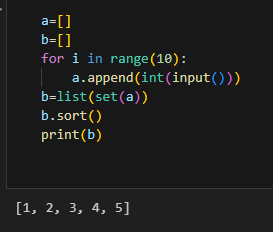 a=[]
b=[]
for i in range(10):
    a.append(int(input()))
b=list(set(a))
b.sort()
print(b)
[1, 2, 3, 4, 5]